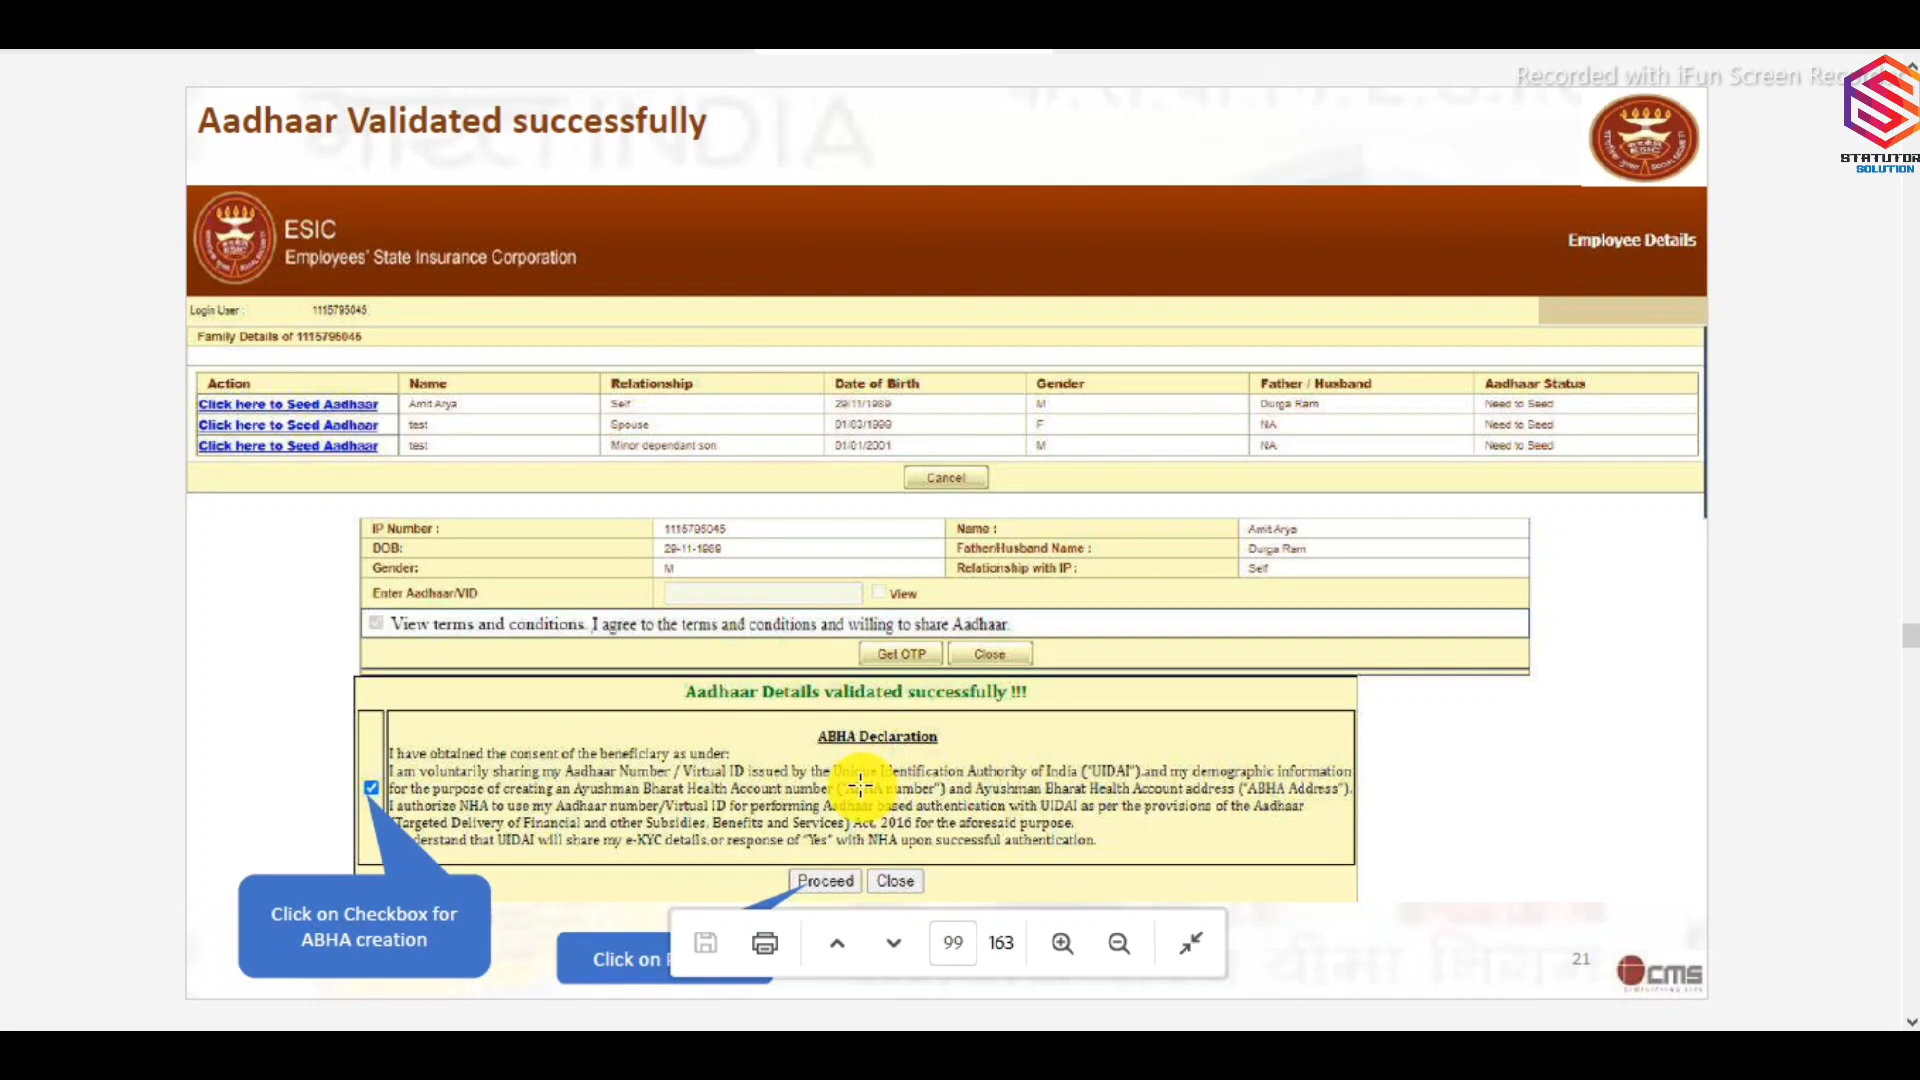 Recorded with iFun Screen Rec
STATUTOR
SOLUTION
Aadhaar Validated successfully
ESIC
Employees' State Insurance Corporation
Employee Details
Login User : 1115795045
Family Details of 1115795045
Action Name Relationship Date of Birth Gender Father / Husband Aadhaar Status
Click here to Seed Aadhaar Amit Arya Self 29/11/1989 M Durga Ram Need to Seed
Click here to Seed Aadhaar test Spouse 01/03/1999 F NA Need to Seed
Click here to Seed Aadhaar test Minor dependant son 01/01/2001 M NA Need to Seed
Cancel
IP Number : 1115795045 Name : Amit Arya
DOB: 29-11-1989 Father/Husband Name : Durga Ram
Gender: M Relationship with IP : Self
Enter Aadhaar/VID View
View terms and conditions. I agree to the terms and conditions and willing to share Aadhaar.
Get OTP Close
Aadhaar Details validated successfully !!!
ABHA Declaration
I have obtained the consent of the beneficiary as under:
I am voluntarily sharing my Aadhaar Number / Virtual ID issued by the Unique Identification Authority of India ("UIDAI").and my demographic information
for the purpose of creating an Ayushman Bharat Health Account number ("ABHA number") and Ayushman Bharat Health Account address ("ABHA Address").
I authorize NHA to use my Aadhaar number/Virtual ID for performing Aadhaar based authentication with UIDAI as per the provisions of the Aadhaar
(Targeted Delivery of Financial and other Subsidies, Benefits and Services) Act, 2016 for the aforesaid purpose.
erstand that UIDAI will share my e-KYC details,or response of "Yes" with NHA upon successful authentication.
Proceed Close
Click on Checkbox for
ABHA creation
Click on
99 163
21
CMS